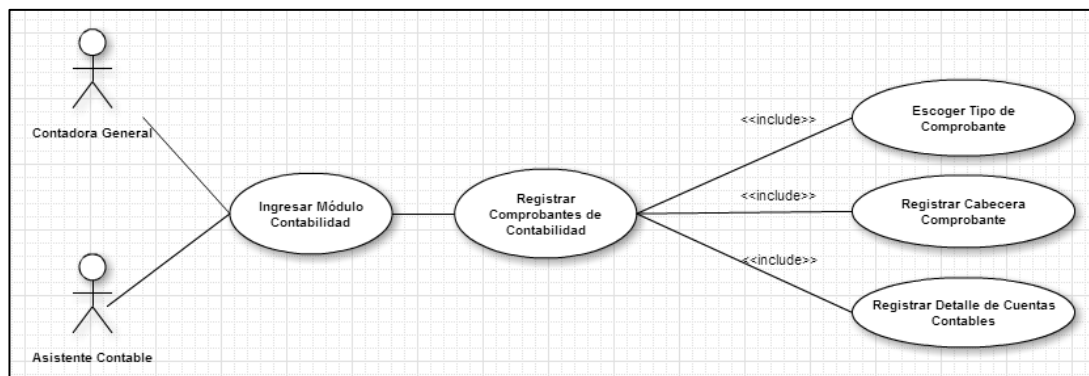 Contadora General
Asistente Contable
Ingresar Módulo
Contabilidad
Registrar
Comprobantes de
Contabilidad
<<include>>
<<include>>
<<include>>
Escoger Tipo de
Comprobante
Registrar Cabecera
Comprobante
Registrar Detalle de Cuentas
Contables